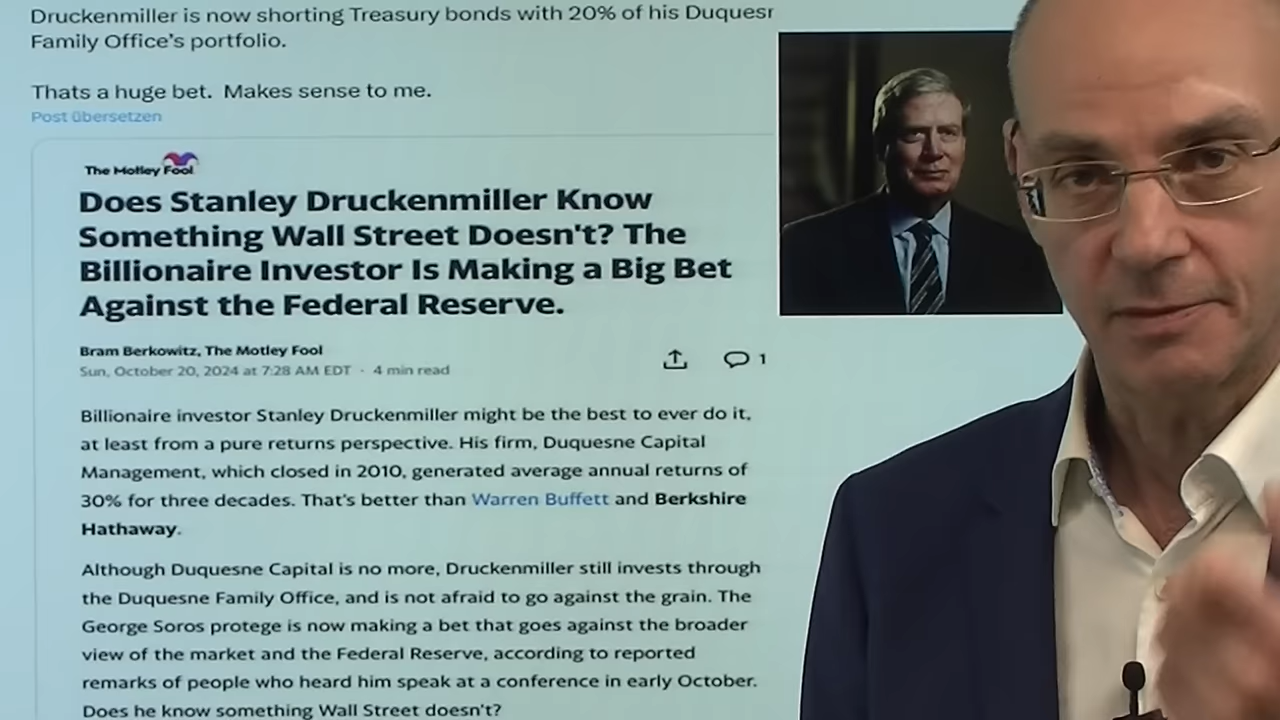 Druckenmiller is now shorting Treasury bonds with 20% of his Duquesr
Family Office's portfolio.
Thats a huge bet. Makes sense to me.
Post übersetzen
The Motley Fool
Does Stanley Druckenmiller Know
Something Wall Street Doesn't? The
Billionaire Investor Is Making a Big Bet
Against the Federal Reserve.
Bram Berkowitz, The Motley Fool
Sun, October 20, 2024 at 7:28 AM EDT · 4 min read
1
Billionaire investor Stanley Druckenmiller might be the best to ever do it,
at least from a pure returns perspective. His firm, Duquesne Capital
Management, which closed in 2010, generated average annual returns of
30% for three decades. That's better than Warren Buffett and Berkshire
Hathaway.
Although Duquesne Capital is no more, Druckenmiller still invests through
the Duquesne Family Office, and is not afraid to go against the grain. The
George Soros protege is now making a bet that goes against the broader
view of the market and the Federal Reserve, according to reported
remarks of people who heard him speak at a conference in early October.
Does he know something Wall Street doesn't?